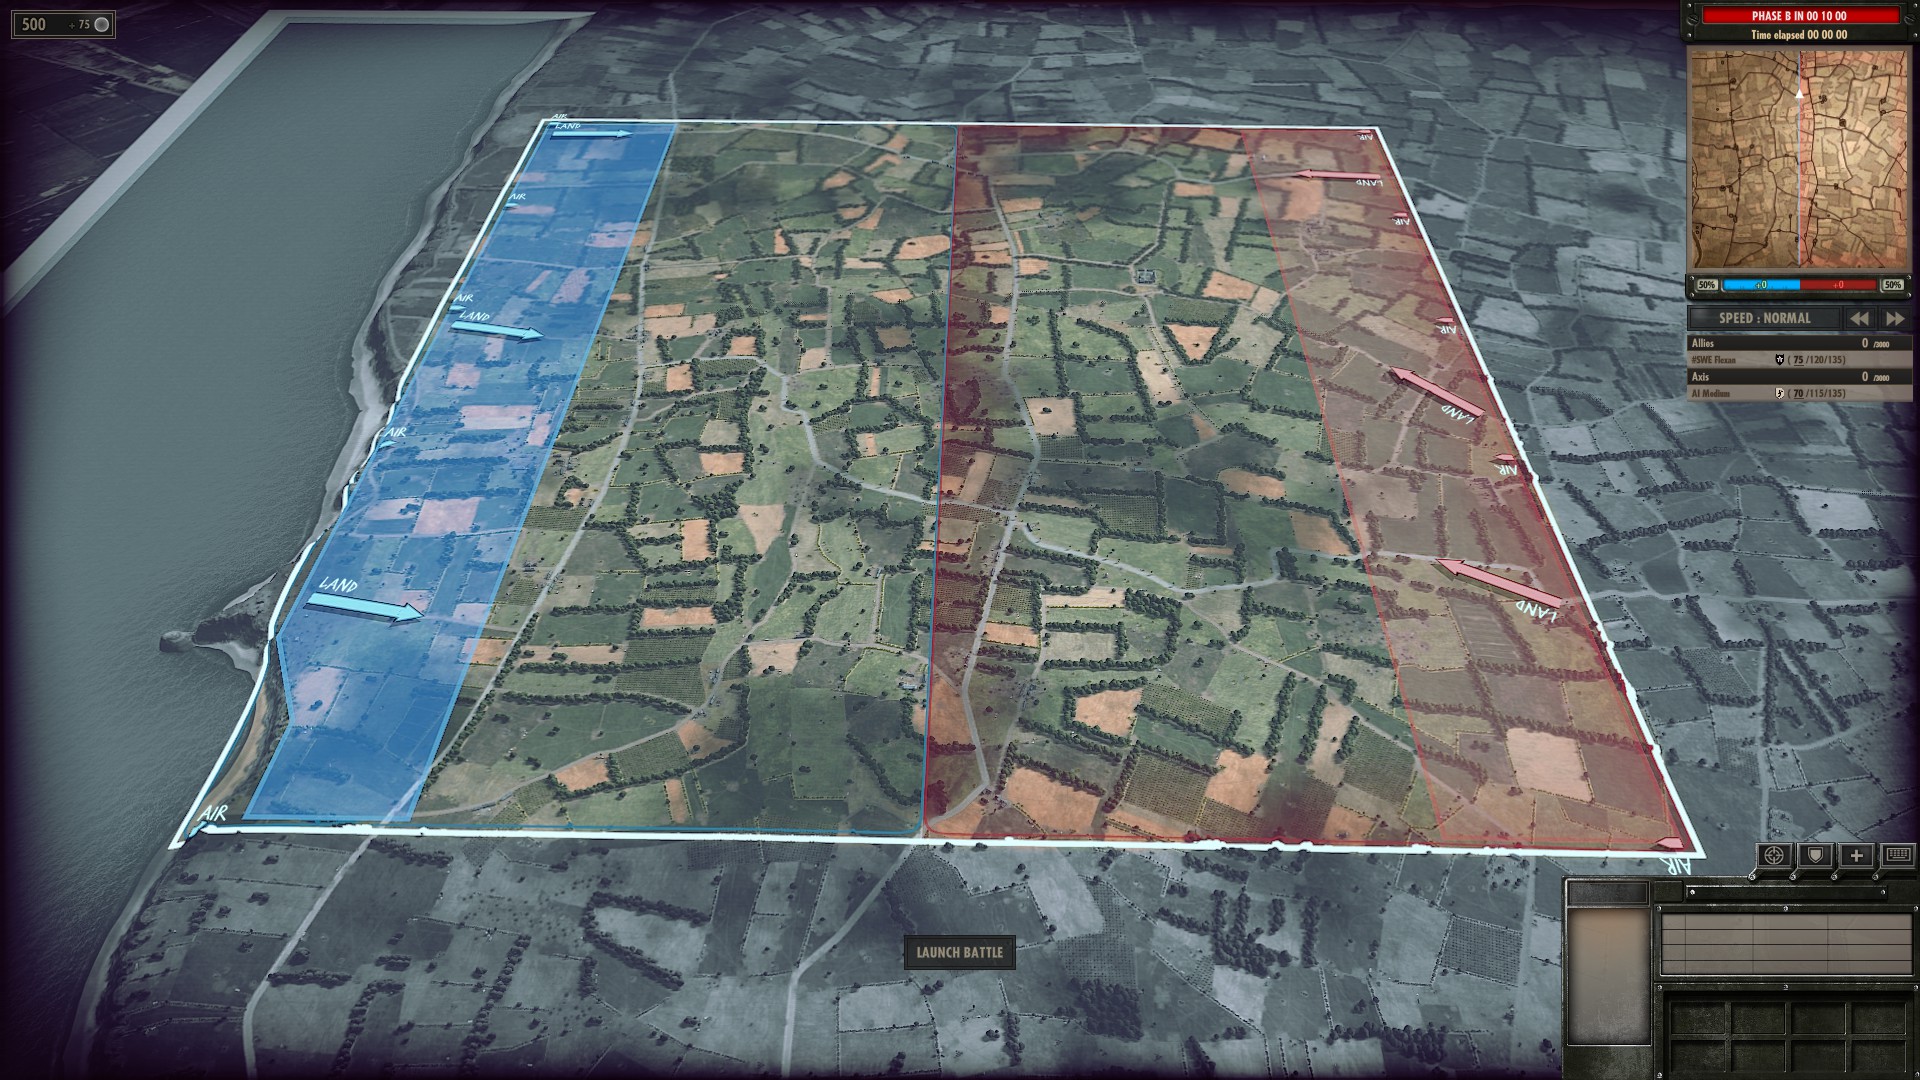 500 + 75
PHASE B IN 00 10 00
Time elapsed 00 00 00
50% +0 +0 50%
SPEED : NORMAL
Allies 0 /2000
#SWE Flexan ( 75 /120/135)
Axis 0 /2000
AI Medium ( 70 /115/135)
AIR
LAND
AIR
AIR
LAND
AIR
LAND
AIR
AIR
LAND
AIR
AIR
LAND
AIR
LAND
AIR
LAUNCH BATTLE